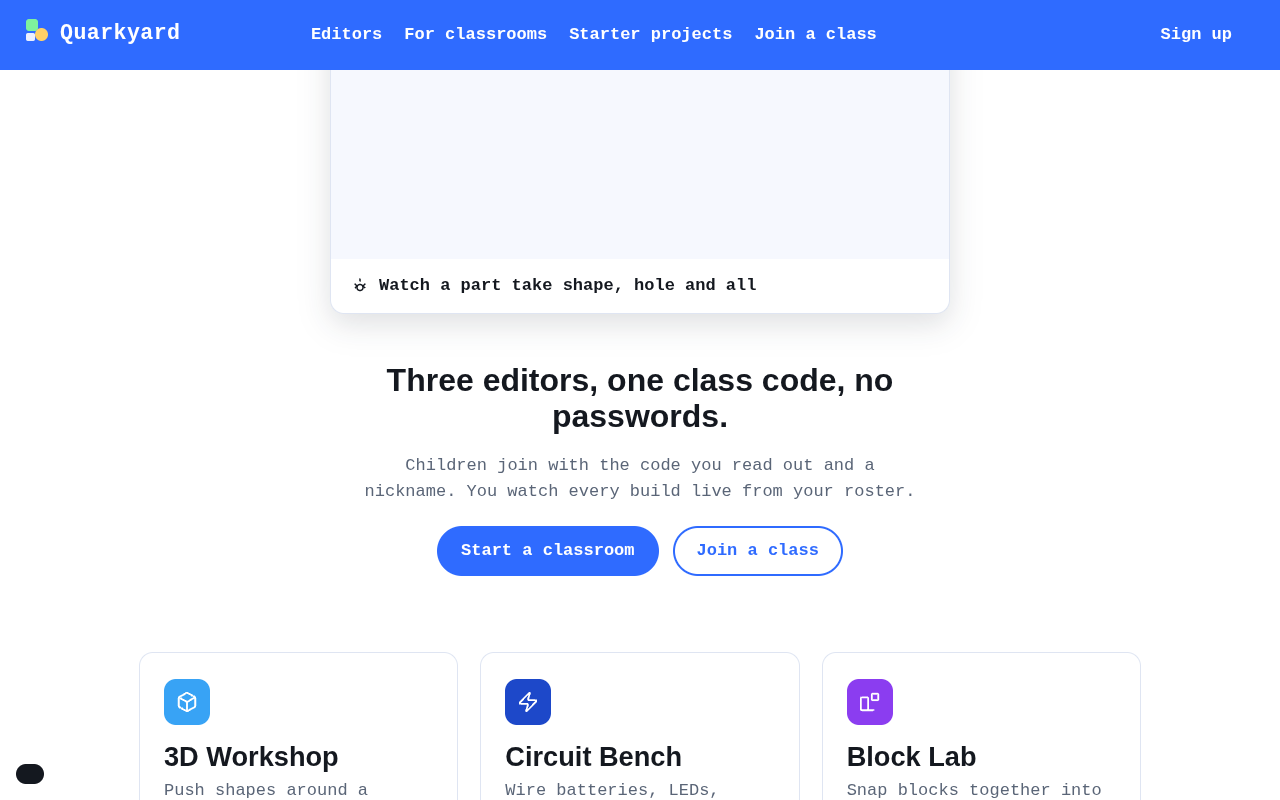 Quarkyard
Editors
For classrooms
Starter projects
Join a class
Sign up
Watch a part take shape, hole and all
Three editors, one class code, no
passwords.
Children join with the code you read out and a
nickname. You watch every build live from your roster.
Start a classroom
Join a class
3D Workshop
Push shapes around a
Circuit Bench
Wire batteries, LEDs,
Block Lab
Snap blocks together into